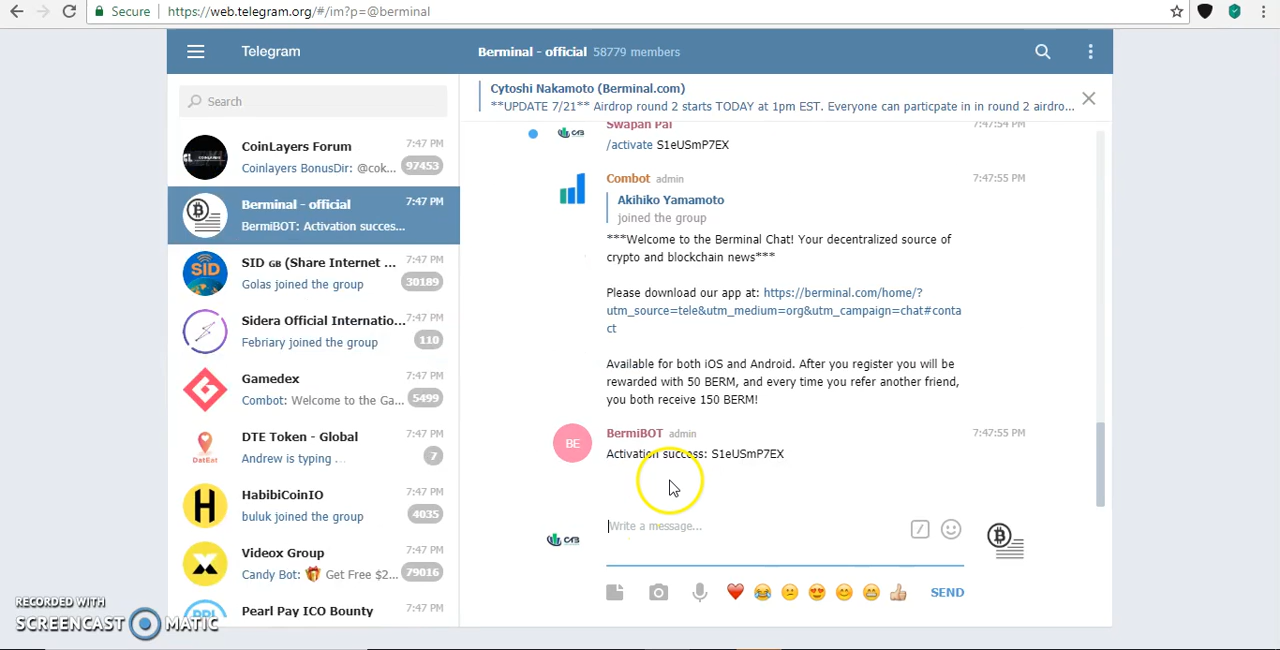 Secure https://web.telegram.org/#/im?p=@berminal
Telegram
Berminal - official 58779 members
Search
CoinLayers Forum 7:47 PM
Coinlayers BonusDir: @cok... 97453
Berminal - official 7:47 PM
BermiBOT: Activation succes...
SID GB (Share Internet ... 7:47 PM
Golas joined the group 30189
Sidera Official Internatio... 7:47 PM
Febriary joined the group 110
Gamedex 7:47 PM
Combot: Welcome to the Ga... 5499
DTE Token - Global 7:47 PM
Andrew is typing .. 7
HabibiCoinIO 7:47 PM
buluk joined the group 4035
Videox Group 7:47 PM
Candy Bot: 🎁 Get Free $2... 79016
Pearl Pay ICO Bounty 7:47 PM
Cytoshi Nakamoto (Berminal.com)
**UPDATE 7/21** Airdrop round 2 starts TODAY at 1pm EST. Everyone can particpate in in round 2 airdro...
Swapan Pal 7:47:54 PM
/activate S1eUSmP7EX
Combot admin 7:47:55 PM
Akihiko Yamamoto
joined the group
***Welcome to the Berminal Chat! Your decentralized source of
crypto and blockchain news***
Please download our app at: https://berminal.com/home/?
utm_source=tele&utm_medium=org&utm_campaign=chat#conta
ct
Available for both iOS and Android. After you register you will be
rewarded with 50 BERM, and every time you refer another friend,
you both receive 150 BERM!
BE
BermiBOT admin 7:47:55 PM
Activation success: S1eUSmP7EX
Write a message...
SEND
SID
DatEat
CAB
CAB
RECORDED WITH
SCREENCAST MATIC